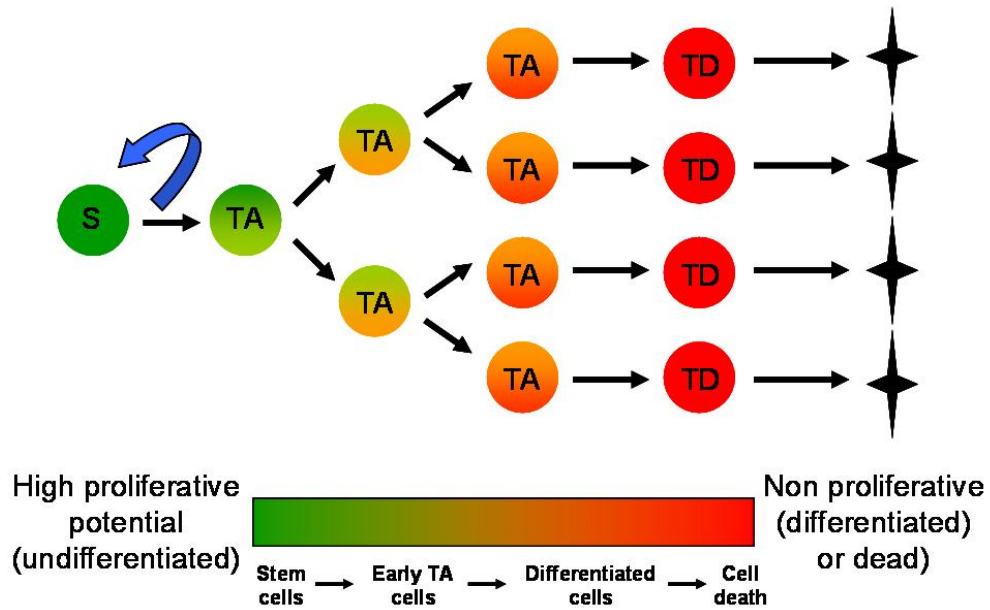 TA
TD
TA
TA
TD
S
TA
TA
TA
TD
TA
TD
High proliferative
potential
(undifferentiated)
Non proliferative
(differentiated)
or dead)
Stem
cells
Early TA
cells
Differentiated
cells
Cell
death